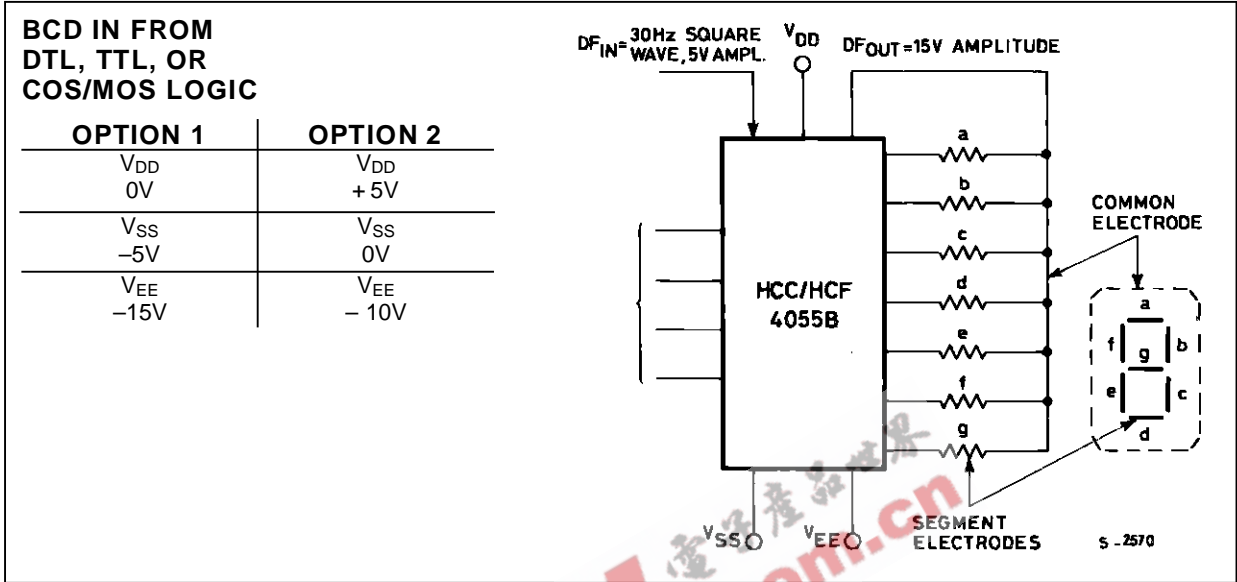 BCD IN FROM
DTL, TTL, OR
COS/MOS LOGIC
OPTION 1 OPTION 2
VDD VDD
0V + 5V
VSS VSS
–5V 0V
VEE VEE
–15V – 10V
DFIN= 30Hz SQUARE
WAVE, 5V AMPL.
VDD
DFOUT=15V AMPLITUDE
a
b
c
d
e
f
g
HCC/HCF
4055B
COMMON
ELECTRODE
a
f g b
e c
d
VSS VEE
SEGMENT
ELECTRODES
S-2570
.cn